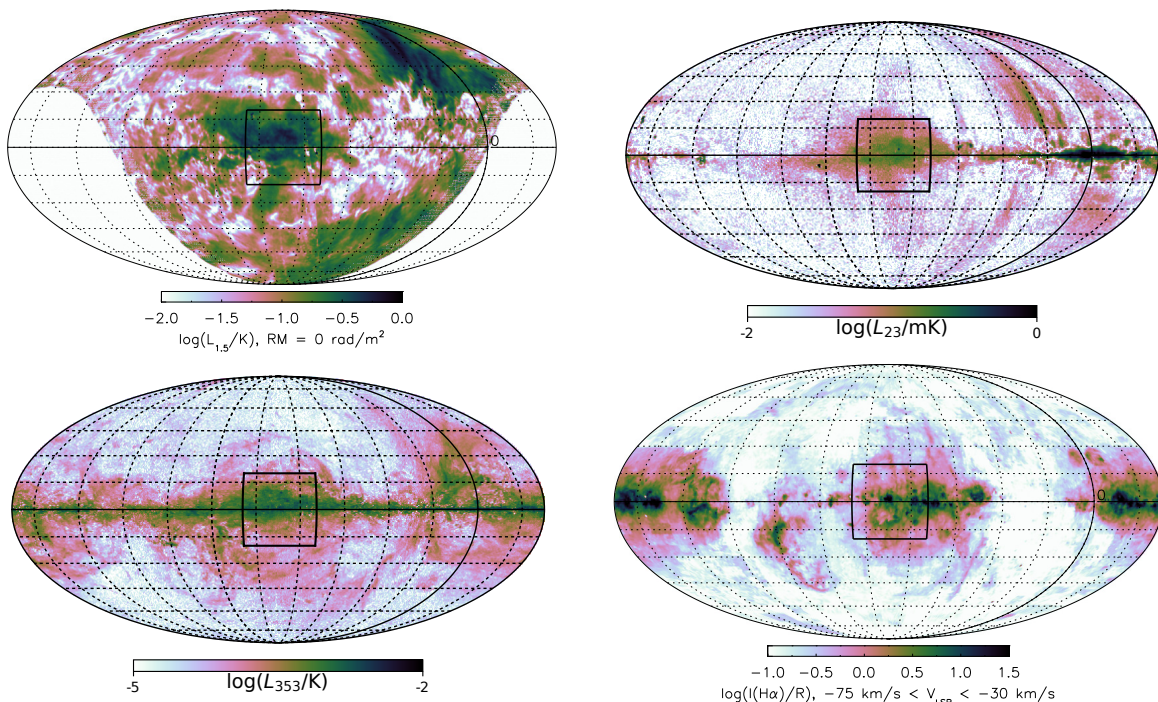 0
-2.0 -1.5 -1.0 -0.5 0.0
log(L₁.₅/K), RM = 0 rad/m²
-2 0
log(L₂₃/mK)
-5 -2
log(L₃₅₃/K)
0
-1.0 -0.5 0.0 0.5 1.0 1.5
log(I(Hα)/R), -75 km/s < V_LSR < -30 km/s